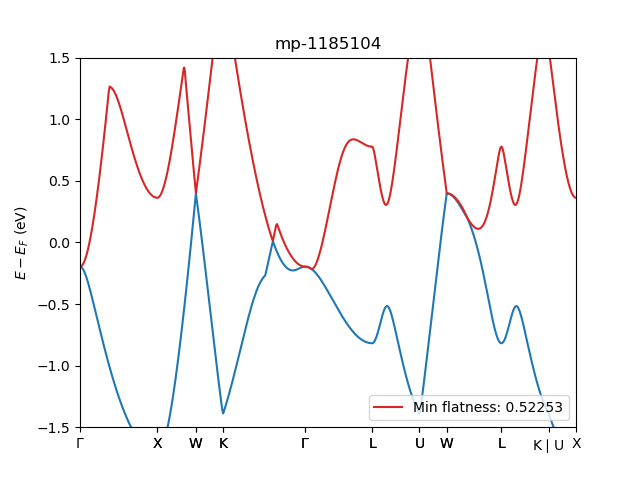 mp-1185104
1.5
1.0
0.5
0.0
−0.5
−1.0
−1.5
E − E_F (eV)
Min flatness: 0.52253
Γ X W K Γ L U W L K | U X